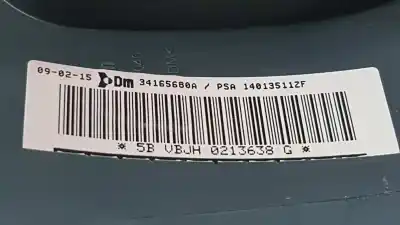 09-02-15 Dm 34165680A / PSA 14013511ZF
※ 5B VBJH 0213638 G ※